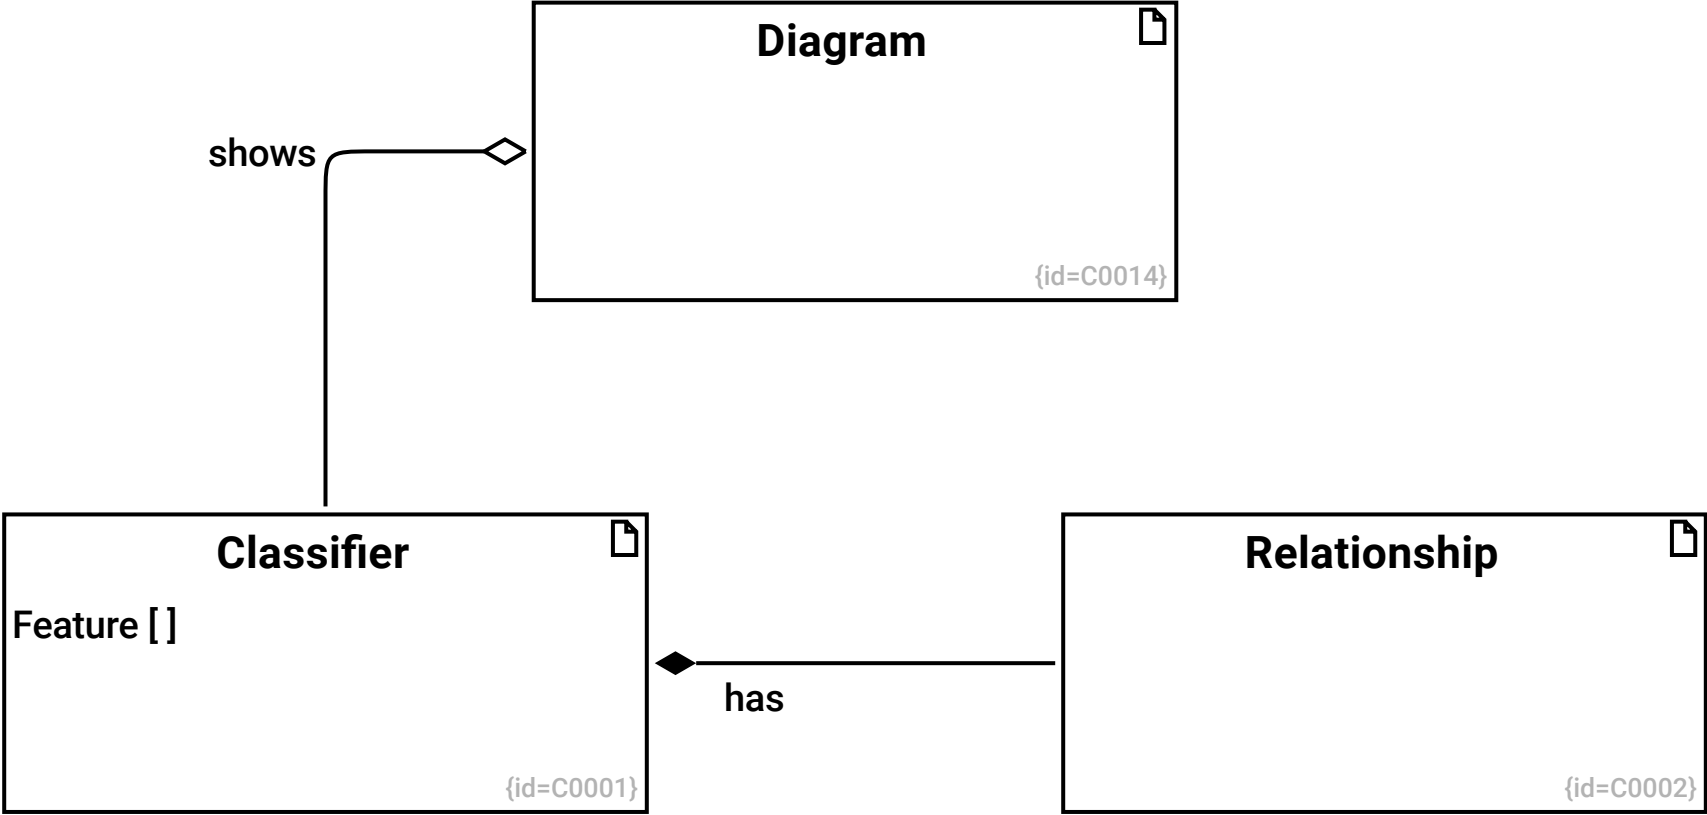 Diagram
shows
{id=C0014}
Classifier
Feature [ ]
{id=C0001}
has
Relationship
{id=C0002}